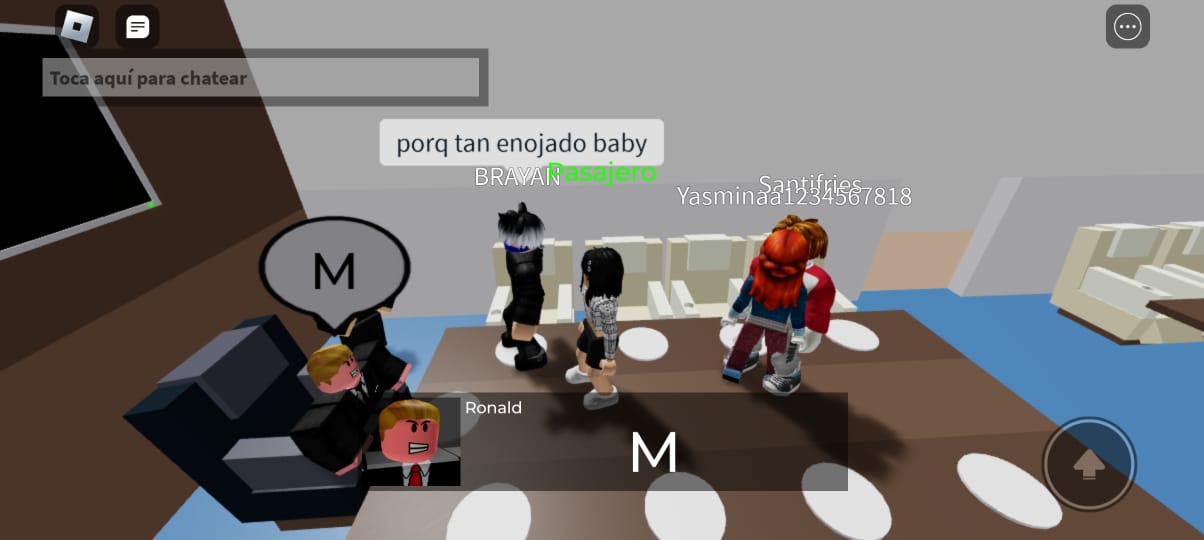 Toca aquí para chatear
porq tan enojado baby
BRAYAN
Pasajero
Santifries
Yasminaa1234567818
M
Ronald
M